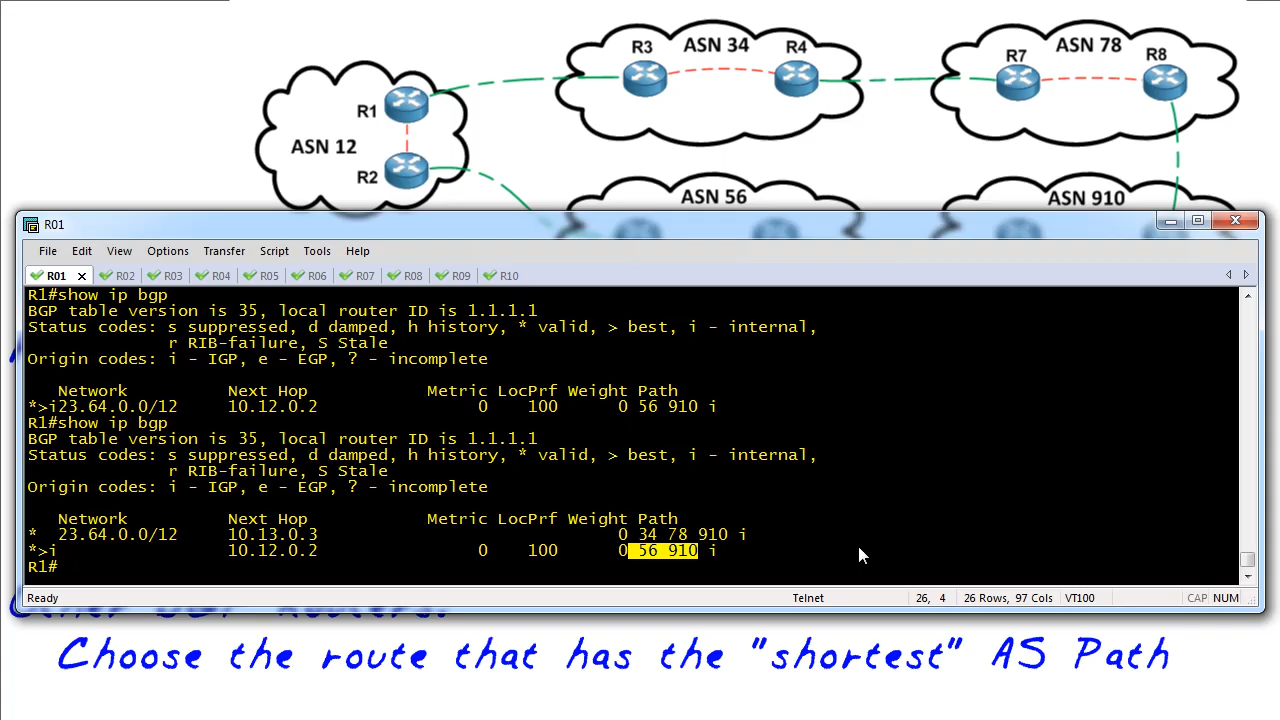 R3 ASN 34 R4
R7 ASN 78 R8
R1
ASN 12
R2
ASN 56
ASN 910
R01
File Edit View Options Transfer Script Tools Help
R01 R02 R03 R04 R05 R06 R07 R08 R09 R10
R1#show ip bgp
BGP table version is 35, local router ID is 1.1.1.1
Status codes: s suppressed, d damped, h history, * valid, > best, i - internal,
r RIB-failure, S Stale
Origin codes: i - IGP, e - EGP, ? - incomplete
Network Next Hop Metric LocPrf Weight Path
*>i23.64.0.0/12 10.12.0.2 0 100 0 56 910 i
R1#show ip bgp
BGP table version is 35, local router ID is 1.1.1.1
Status codes: s suppressed, d damped, h history, * valid, > best, i - internal,
r RIB-failure, S Stale
Origin codes: i - IGP, e - EGP, ? - incomplete
Network Next Hop Metric LocPrf Weight Path
* 23.64.0.0/12 10.13.0.3 0 34 78 910 i
*>i 10.12.0.2 0 100 0 56 910 i
R1#
Ready Telnet 26, 4 26 Rows, 97 Cols VT100 CAP NUM
Choose the route that has the "shortest" AS Path